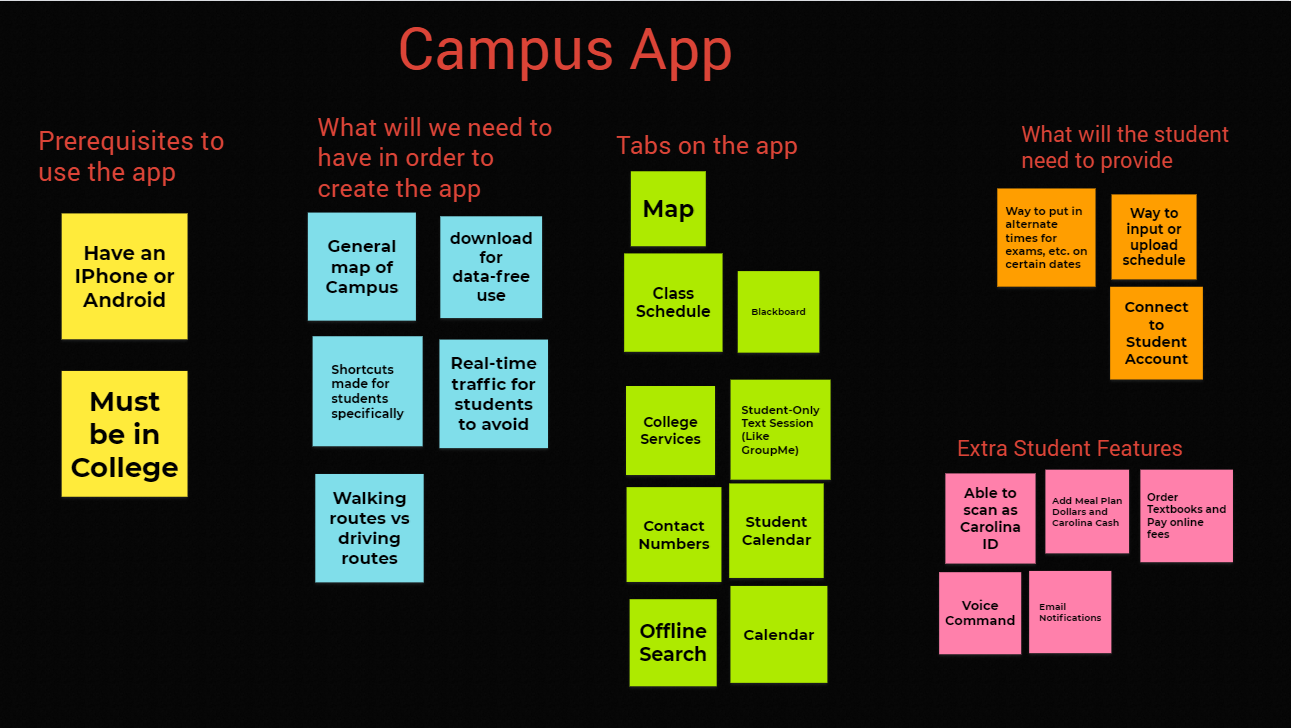 Campus App
Prerequisites to
use the app
Have an
IPhone or
Android
Must
be in
College
What will we need to
have in order to
create the app
General
map of
Campus
download
for
data-free
use
Shortcuts
made for
students
specifically
Real-time
traffic for
students
to avoid
Walking
routes vs
driving
routes
Tabs on the app
Map
Class
Schedule
Blackboard
College
Services
Student-Only
Text Session
(Like
GroupMe)
Contact
Numbers
Student
Calendar
Offline
Search
Calendar
What will the student
need to provide
Way to put in
alternate
times for
exams, etc. on
certain dates
Way to
input or
upload
schedule
Connect
to
Student
Account
Extra Student Features
Able to
scan as
Carolina
ID
Add Meal Plan
Dollars and
Carolina Cash
Order
Textbooks and
Pay online
fees
Voice
Command
Email
Notifications